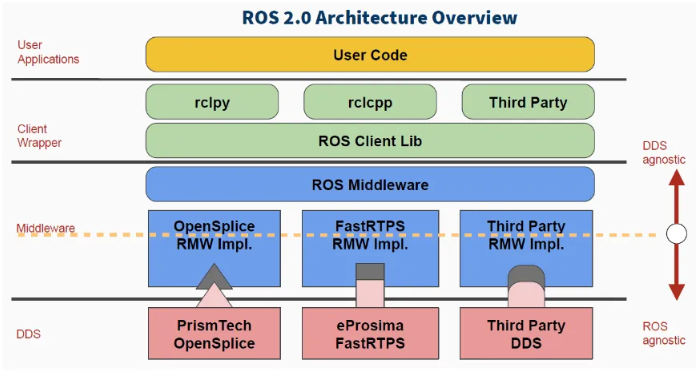 ROS 2.0 Architecture Overview
User
Applications
User Code
rclpy
rclcpp
Third Party
Client
Wrapper
ROS Client Lib
DDS
agnostic
ROS Middleware
Middleware
OpenSplice
RMW Impl.
FastRTPS
RMW Impl.
Third Party
RMW Impl.
DDS
PrismTech
OpenSplice
eProsima
FastRTPS
Third Party
DDS
ROS
agnostic